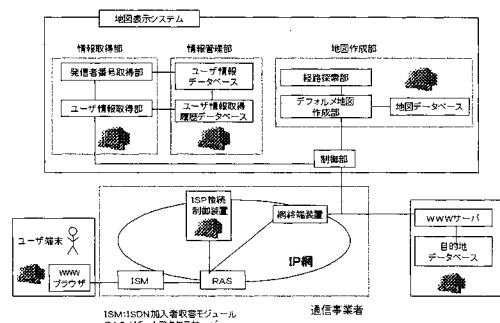 地図表示システム
情報取得部
発信者番号取得部
ユーザ情報取得部
情報管理部
ユーザ情報
データベース
ユーザ情報取得
履歴データベース
地図作成部
経路探索部
デフォルメ地図
作成部
地図データベース
制御部
ISP接続
制御装置
網終端装置
IP網
ユーザ端末
WWW
ブラウザ
ISM
RAS
WWWサーバ
目的地
データベース
通信事業者
ISM:ISDN加入者収容モジュール